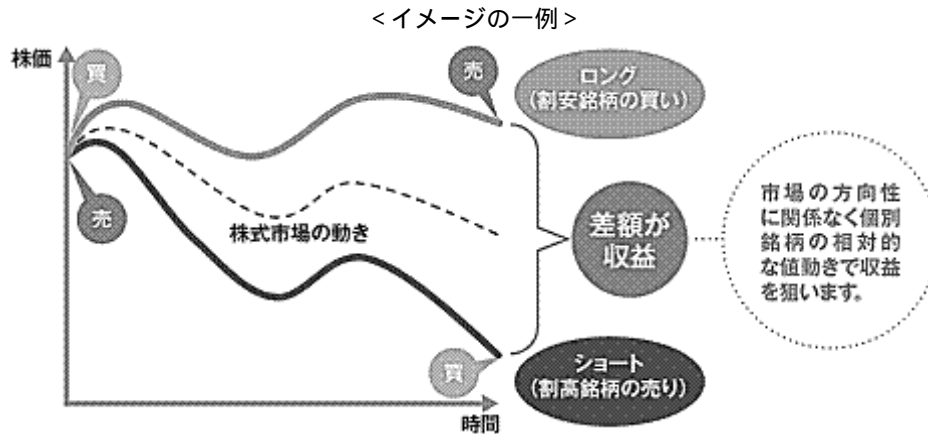 ＜イメージの一例＞
株価
買
売
ロング
（割安銘柄の買い）
売
株式市場の動き
差額が
収益
市場の方向性
に関係なく個別
銘柄の相対的
な値動きで収益
を狙います。
買
ショート
（割高銘柄の売り）
時間